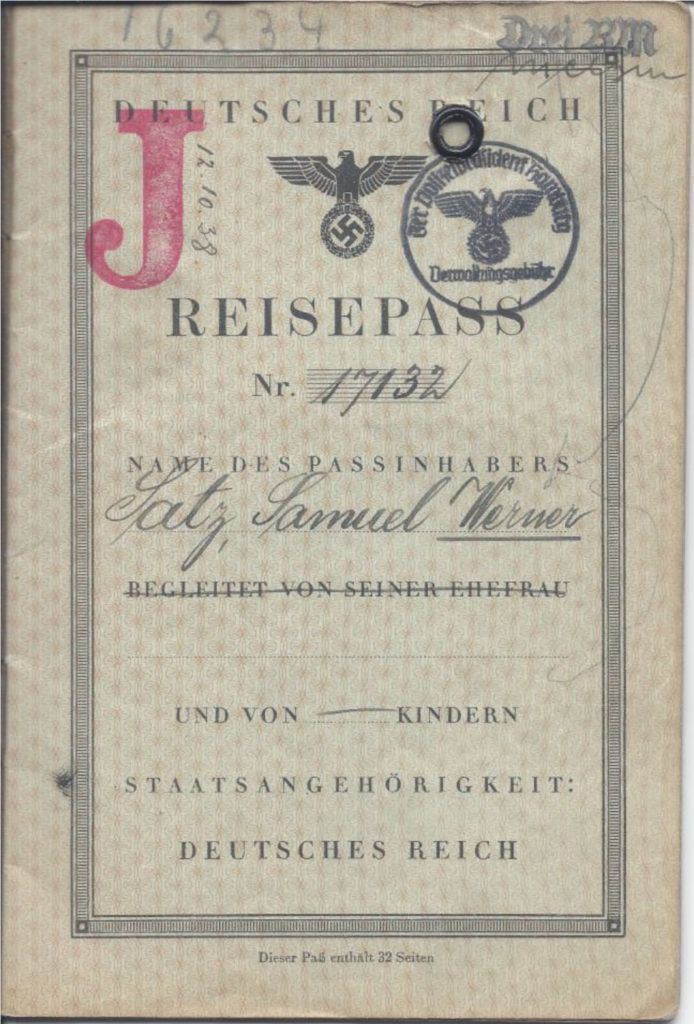 16234
Drei RM
DEUTSCHES REICH
J
12.10.38
Der Polizeipräsident Hamburg
Verwaltungsgebühr
REISEPASS
Nr. 17132
NAME DES PASSINHABERS
Satz, Samuel Werner
BEGLEITET VON SEINER EHEFRAU
UND VON KINDERN
STAATSANGEHÖRIGKEIT:
DEUTSCHES REICH
Dieser Paß enthält 32 Seiten